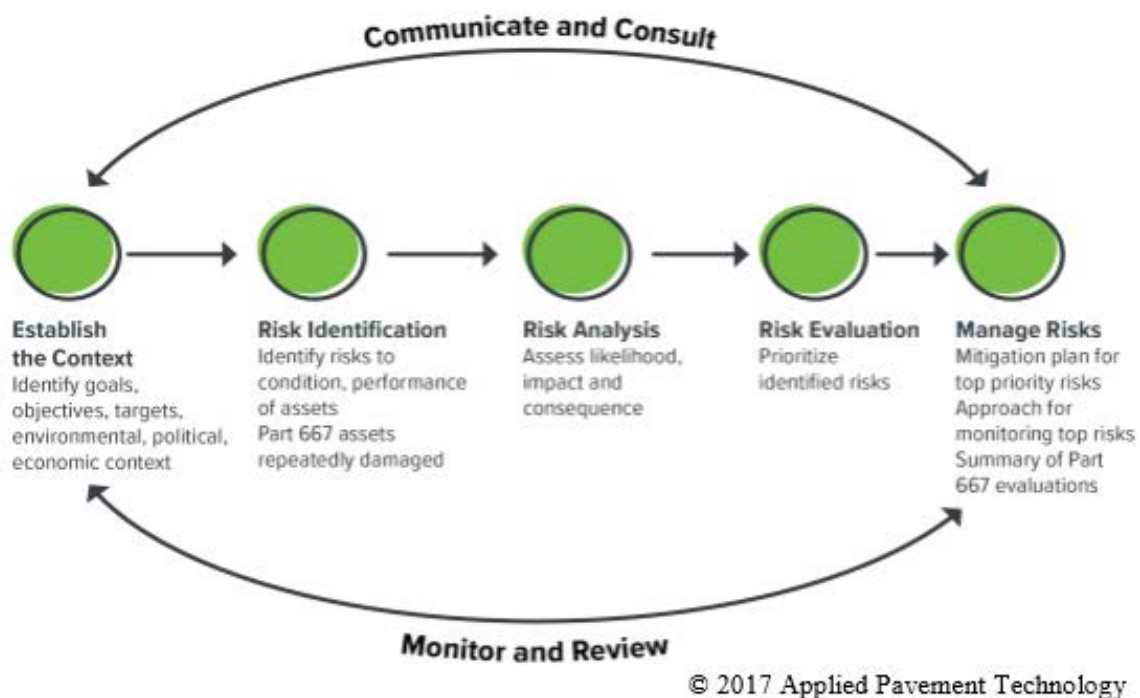 Communicate and Consult
Establish
the Context
Identify goals,
objectives, targets,
environmental, political,
economic context
Risk Identification
Identify risks to
condition, performance
of assets
Part 667 assets
repeatedly damaged
Risk Analysis
Assess likelihood,
impact and
consequence
Risk Evaluation
Prioritize
identified risks
Manage Risks
Mitigation plan for
top priority risks
Approach for
monitoring top risks
Summary of Part
667 evaluations
Monitor and Review
© 2017 Applied Pavement Technology